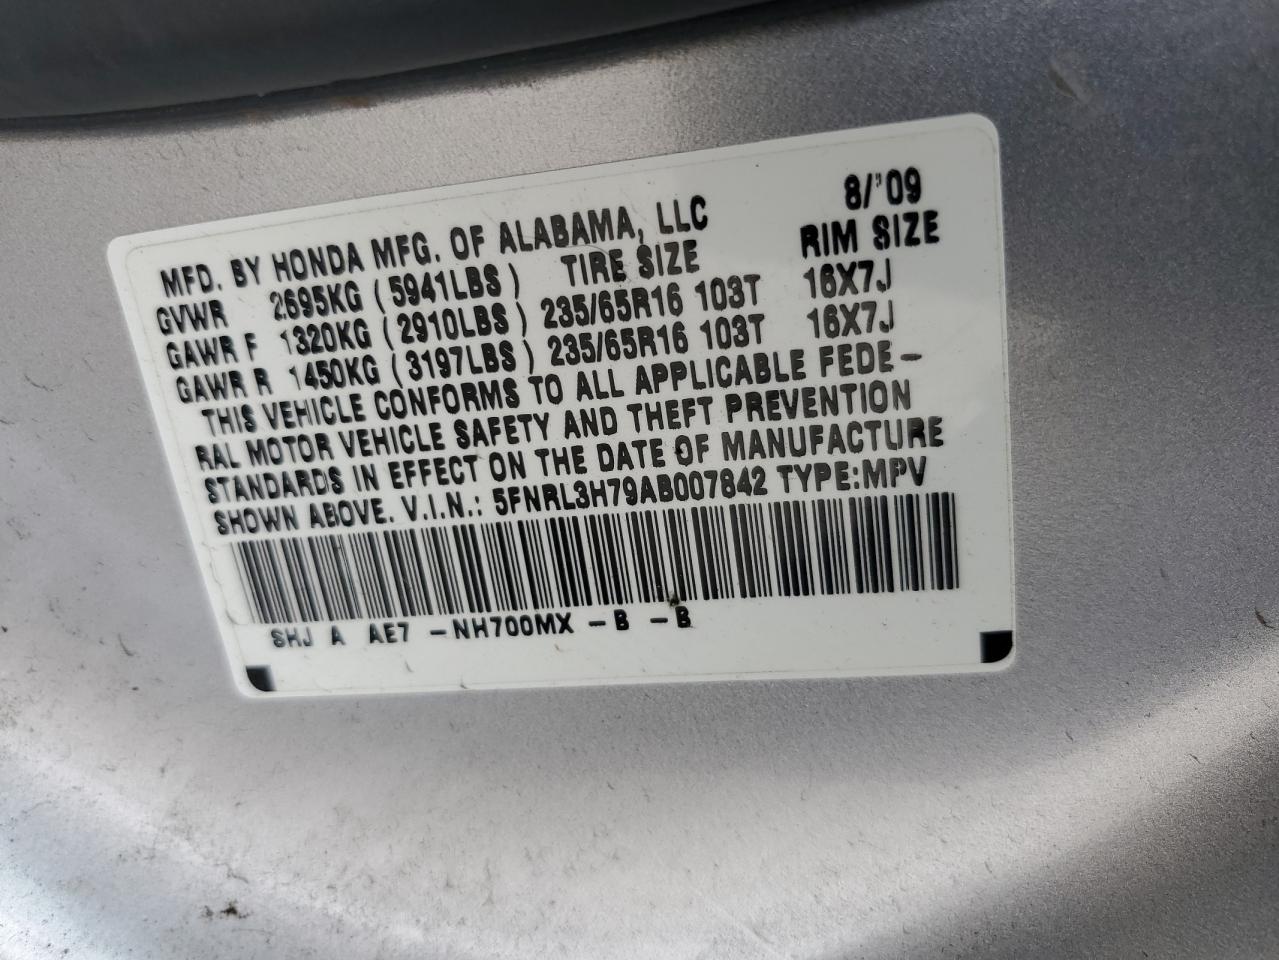 MFD. BY HONDA MFG. OF ALABAMA, LLC 8/'09
GVWR 2695KG (5941LBS) TIRE SIZE RIM SIZE
GAWR F 1320KG (2910LBS) 235/65R16 103T 16X7J
GAWR R 1450KG (3197LBS) 235/65R16 103T 16X7J
THIS VEHICLE CONFORMS TO ALL APPLICABLE FEDE-
RAL MOTOR VEHICLE SAFETY AND THEFT PREVENTION
STANDARDS IN EFFECT ON THE DATE OF MANUFACTURE
SHOWN ABOVE. V.I.N.: 5FNRL3H79AB007842 TYPE:MPV
SHJ A AE7 -NH700MX -B -B